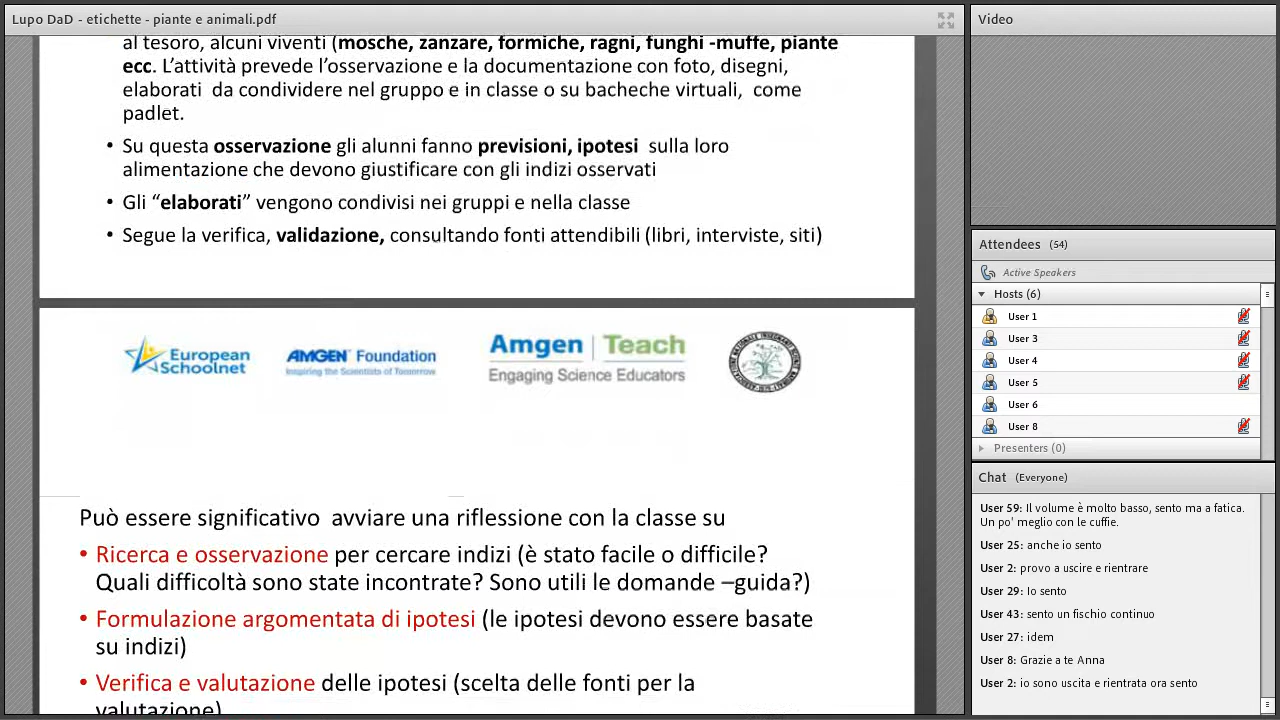 Lupo DaD - etichette - piante e animali.pdf
al tesoro, alcuni viventi (mosche, zanzare, formiche, ragni, funghi -muffe, piante
ecc. L’attività prevede l’osservazione e la documentazione con foto, disegni,
elaborati da condividere nel gruppo e in classe o su bacheche virtuali, come
padlet.
• Su questa osservazione gli alunni fanno previsioni, ipotesi sulla loro
alimentazione che devono giustificare con gli indizi osservati
• Gli “elaborati” vengono condivisi nei gruppi e nella classe
• Segue la verifica, validazione, consultando fonti attendibili (libri, interviste, siti)
European
Schoolnet
AMGEN Foundation
Inspiring the Scientists of Tomorrow
Amgen | Teach
Engaging Science Educators
Può essere significativo avviare una riflessione con la classe su
• Ricerca e osservazione per cercare indizi (è stato facile o difficile?
Quali difficoltà sono state incontrate? Sono utili le domande –guida?)
• Formulazione argomentata di ipotesi (le ipotesi devono essere basate
su indizi)
• Verifica e valutazione delle ipotesi (scelta delle fonti per la
valutazione)
Video
Attendees (54)
Active Speakers
Hosts (6)
User 1
User 3
User 4
User 5
User 6
User 8
Presenters (0)
Chat (Everyone)
User 59: Il volume è molto basso, sento ma a fatica.
Un po' meglio con le cuffie.
User 25: anche io sento
User 2: provo a uscire e rientrare
User 29: Io sento
User 43: sento un fischio continuo
User 27: idem
User 8: Grazie a te Anna
User 2: io sono uscita e rientrata ora sento